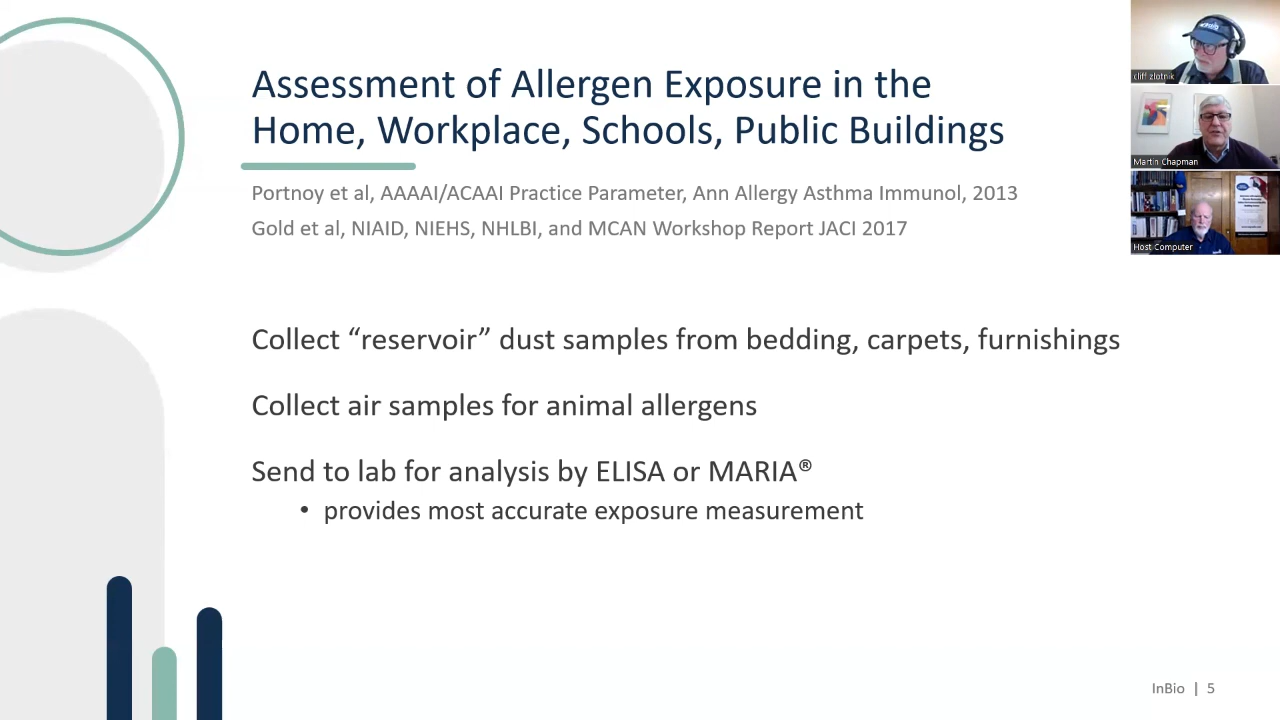 Assessment of Allergen Exposure in the
Home, Workplace, Schools, Public Buildings
Portnoy et al, AAAAI/ACAAI Practice Parameter, Ann Allergy Asthma Immunol, 2013
Gold et al, NIAID, NIEHS, NHLBI, and MCAN Workshop Report JACI 2017
Collect “reservoir” dust samples from bedding, carpets, furnishings
Collect air samples for animal allergens
Send to lab for analysis by ELISA or MARIA®
• provides most accurate exposure measurement
InBio | 5
cliff zlotnik
Martin Chapman
Host Computer